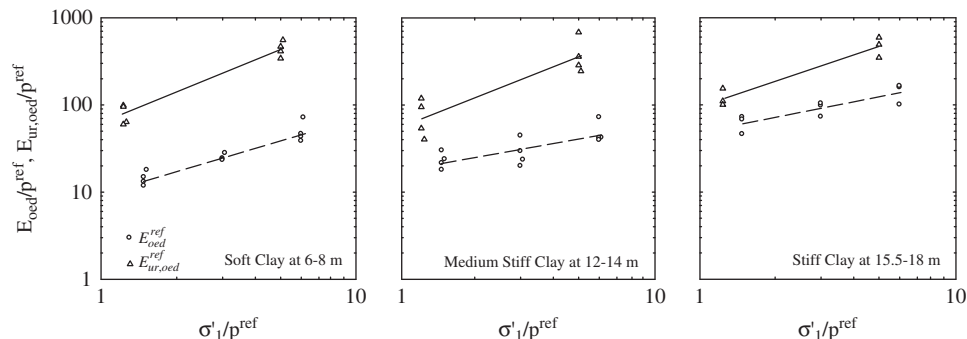 E_oed/p^ref, E_ur,oed/p^ref
1000
100
10
1
E_oed^ref
E_ur,oed^ref
Soft Clay at 6-8 m
1
10
σ'_1/p^ref
Medium Stiff Clay at 12-14 m
1
10
σ'_1/p^ref
Stiff Clay at 15.5-18 m
1
10
σ'_1/p^ref